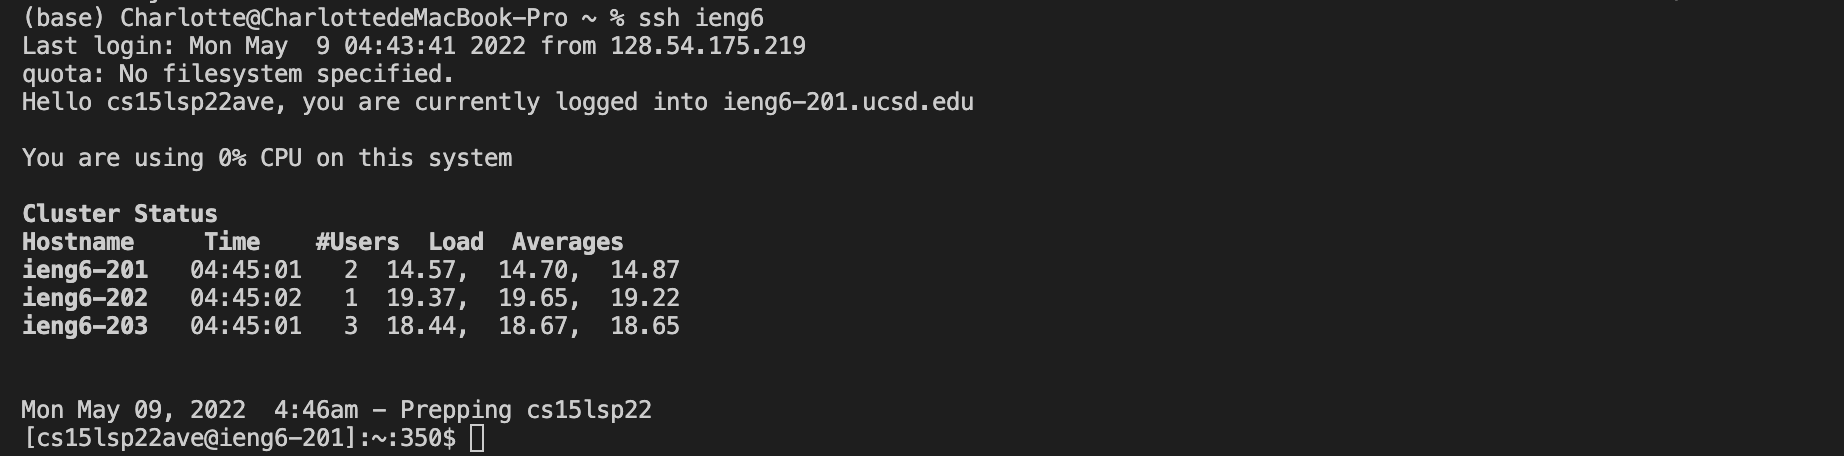 (base) Charlotte@CharlottedeMacBook-Pro ~ % ssh ieng6
Last login: Mon May  9 04:43:41 2022 from 128.54.175.219
quota: No filesystem specified.
Hello cs15lsp22ave, you are currently logged into ieng6-201.ucsd.edu
You are using 0% CPU on this system
Cluster Status
Hostname     Time    #Users  Load  Averages
ieng6-201   04:45:01   2  14.57,  14.70,  14.87
ieng6-202   04:45:02   1  19.37,  19.65,  19.22
ieng6-203   04:45:01   3  18.44,  18.67,  18.65
Mon May 09, 2022  4:46am - Prepping cs15lsp22
[cs15lsp22ave@ieng6-201]:~:350$